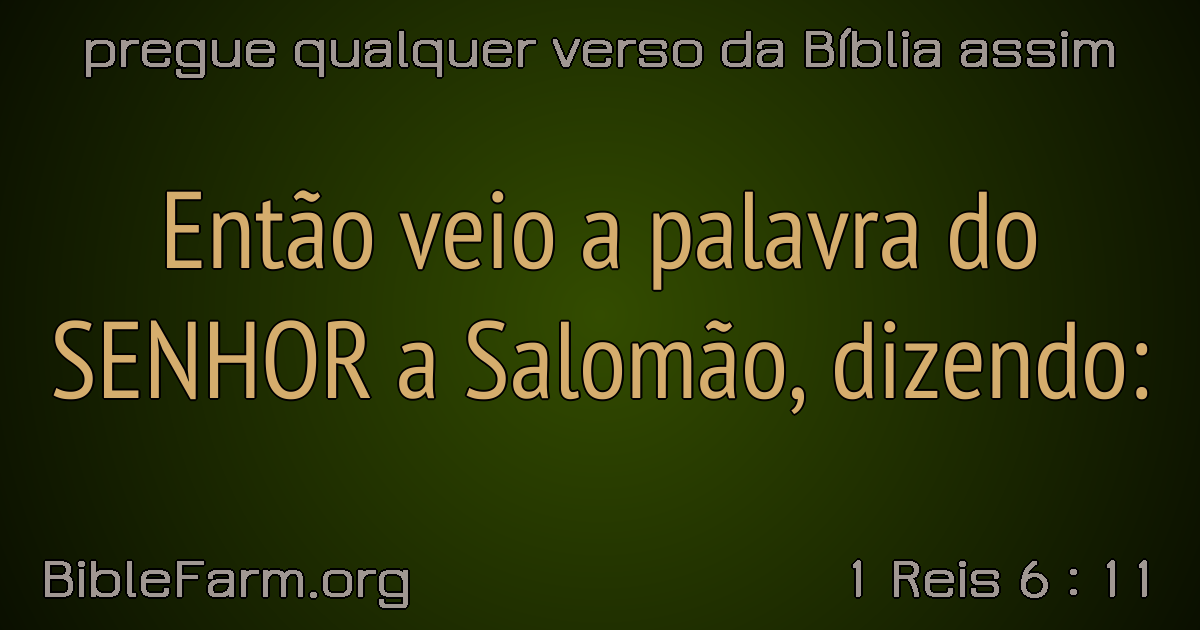 pregue qualquer verso da Bíblia assim
Então veio a palavra do
SENHOR a Salomão, dizendo:
BibleFarm.org
1 Reis 6 : 11